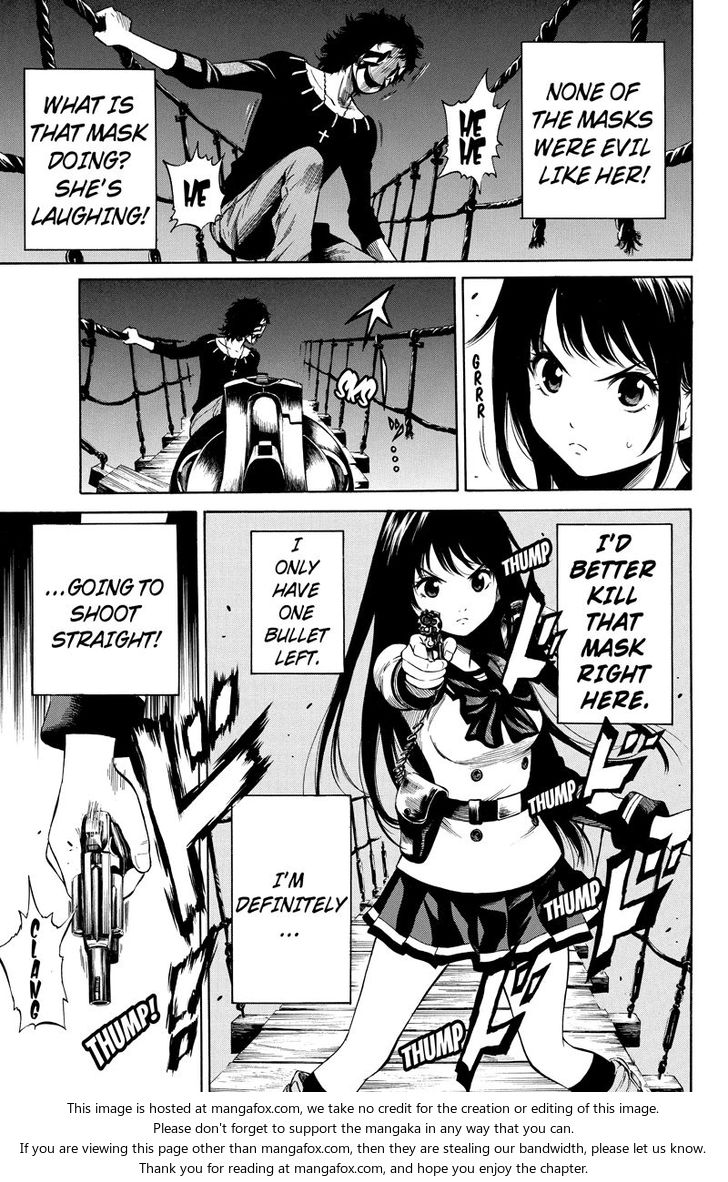 NONE OF
THE MASKS
WERE EVIL
LIKE HER!
HE
HE
HE
WHAT IS
THAT MASK
DOING?
SHE'S
LAUGHING!
GRRR
I'D
BETTER
KILL
THAT
MASK
RIGHT
HERE.
THUMP
I
ONLY
HAVE
ONE
BULLET
LEFT.
THUMP
THUMP
THUMP
I'M
DEFINITELY
...
...GOING TO
SHOOT
STRAIGHT!
CLANG
THUMP!
This image is hosted at mangafox.com, we take no credit for the creation or editing of this image.
Please don't forget to support the mangaka in any way that you can.
If you are viewing this page other than mangafox.com, then they are stealing our bandwidth, please let us know.
Thank you for reading at mangafox.com, and hope you enjoy the chapter.